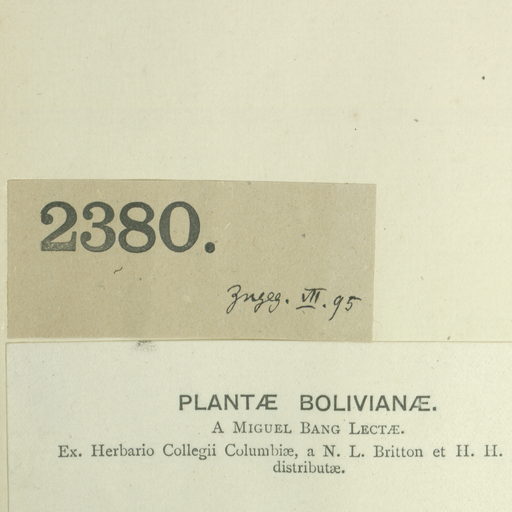 2380.
Zugeg. VII. 95
PLANTÆ BOLIVIANÆ.
A MIGUEL BANG LECTÆ.
Ex. Herbario Collegii Columbiæ, a N. L. Britton et H. H.
distributæ.